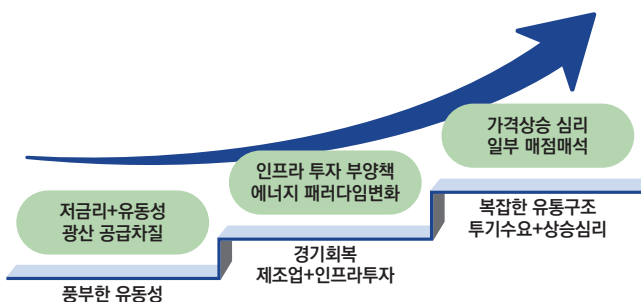 저금리+유동성
광산 공급차질
풍부한 유동성
인프라 투자 부양책
에너지 패러다임변화
경기회복
제조업+인프라투자
가격상승 심리
일부 매점매석
복잡한 유통구조
투기수요+상승심리